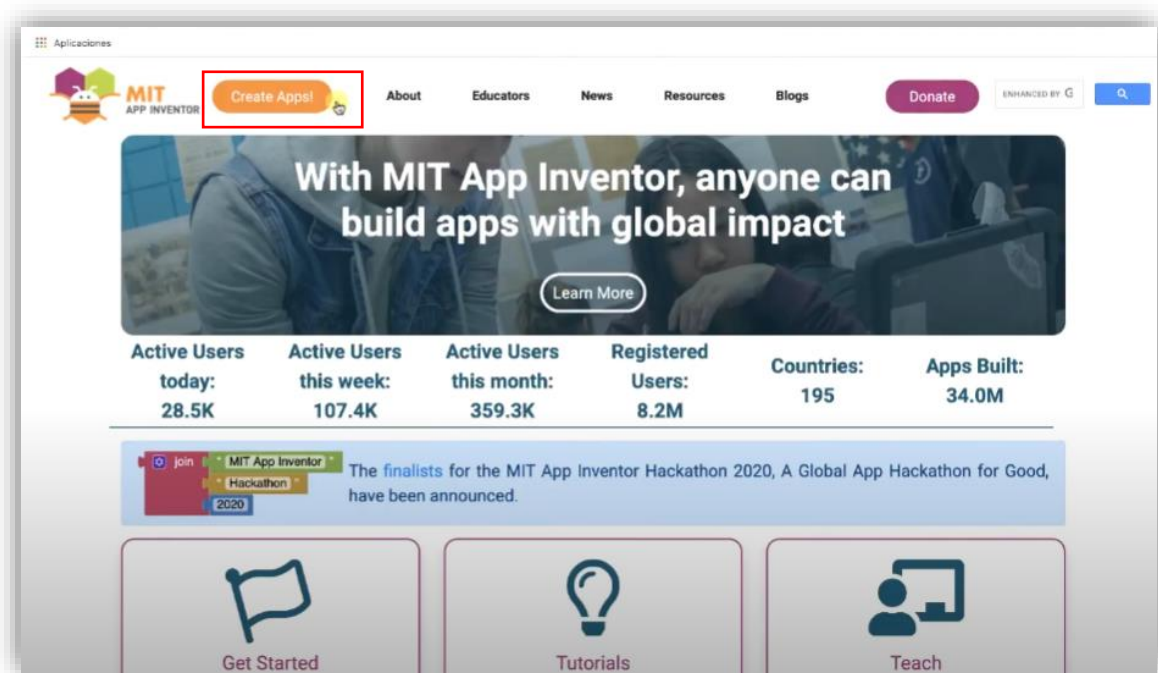 Aplicaciones
MIT
APP INVENTOR
Create Apps!
About
Educators
News
Resources
Blogs
Donate
ENHANCED BY G
With MIT App Inventor, anyone can
build apps with global impact
Learn More
Active Users
today:
28.5K
Active Users
this week:
107.4K
Active Users
this month:
359.3K
Registered
Users:
8.2M
Countries:
195
Apps Built:
34.0M
join
" MIT App Inventor "
" Hackathon "
2020
The finalists for the MIT App Inventor Hackathon 2020, A Global App Hackathon for Good,
have been announced.
Get Started
Tutorials
Teach